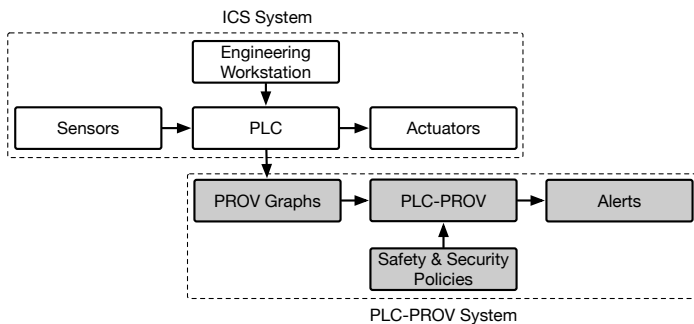 ICS System
Engineering
Workstation
Sensors
PLC
Actuators
PROV Graphs
PLC-PROV
Alerts
Safety & Security
Policies
PLC-PROV System